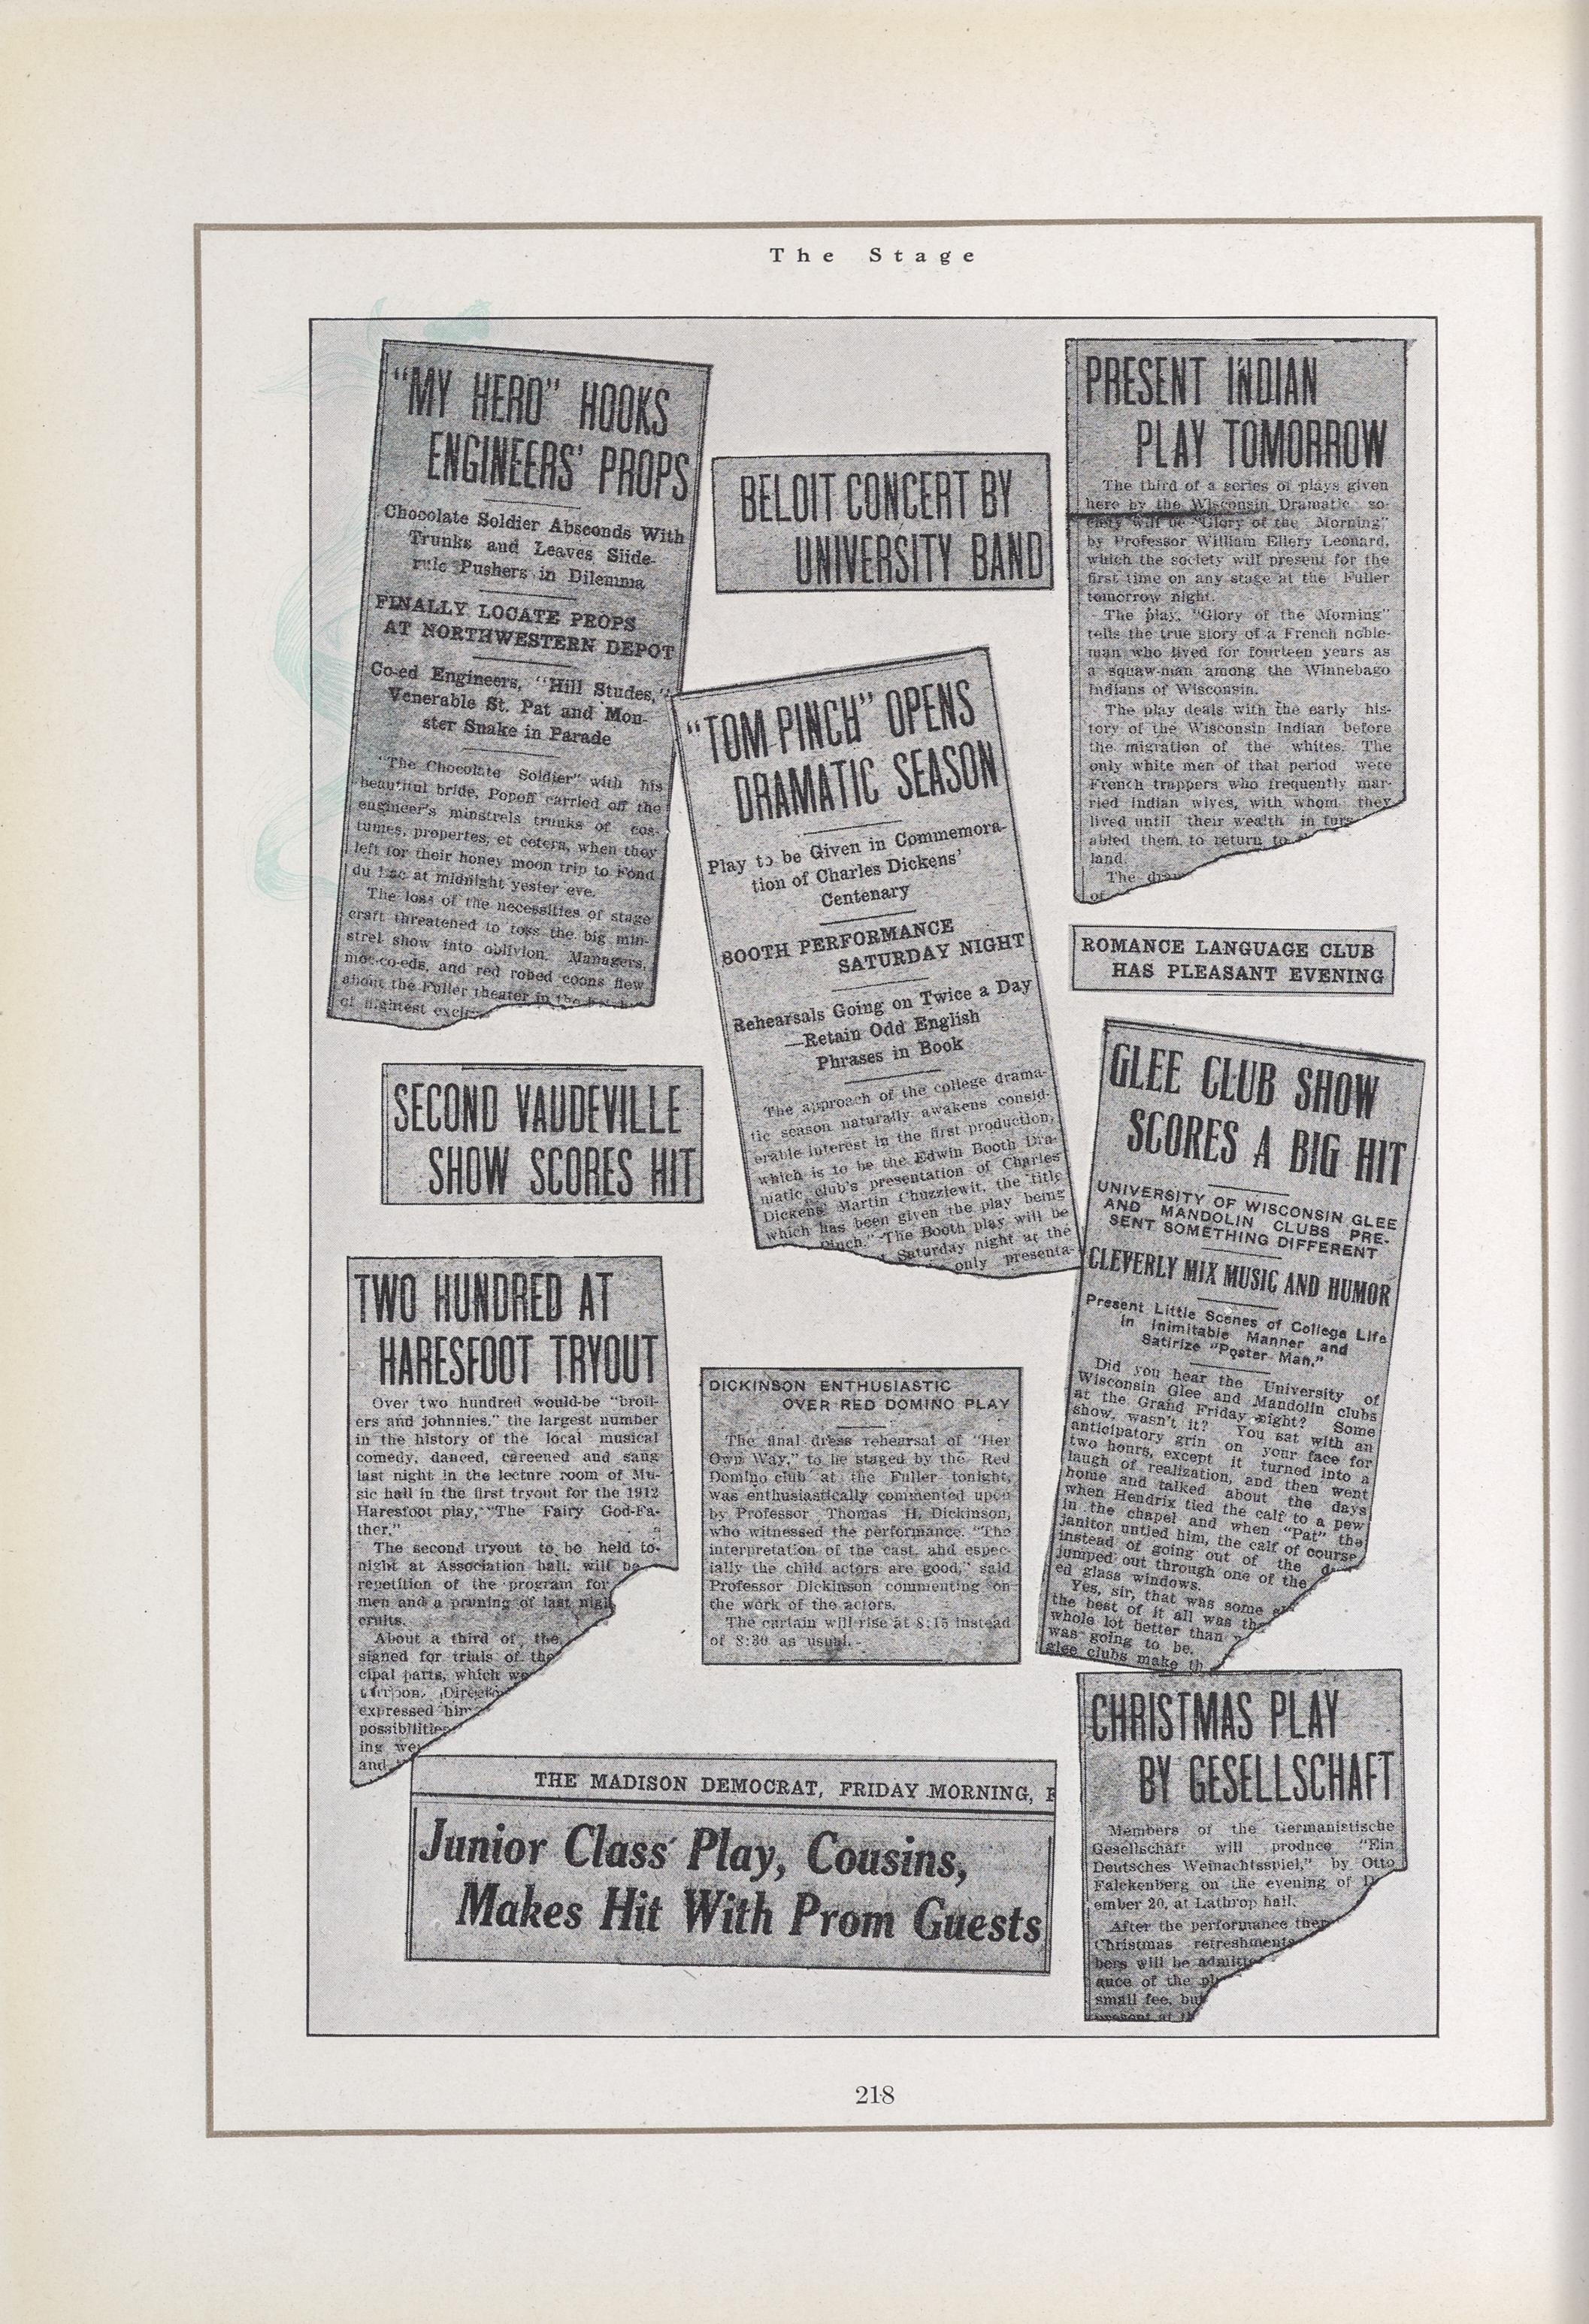 The Stage
"MY HERO" HOOKS
ENGINEERS' PROPS
Chocolate Soldier Absconds With
Trunks and Leaves Slide-
rule Pushers in Dilemma
FINALLY LOCATE PROPS
AT NORTHWESTERN DEPOT
Co-ed Engineers, "Hill Studes,"
Venerable St. Pat and Mon-
ster Snake in Parade
"The Chocolate Soldier" with his
beautiful bride, Popoff carried off the
engineer's minstrels trunks of cos-
tumes, propertes, et cetera, when they
left for their honey moon trip to Fond
du Lac at midnight yester eve.
The loss of the necessities of stage
craft threatened to toss the big min-
strel show into oblivion. Managers,
moc-co-eds, and red robed coons flew
about the Fuller theater in the
of
BELOIT CONCERT BY
UNIVERSITY BAND
PRESENT INDIAN
PLAY TOMORROW
The third of a series of plays given
here by the Wisconsin Dramatic so-
ciety will be "Glory of the Morning"
by Professor William Ellery Leonard,
which the society will present for the
first time on any stage at the Fuller
tomorrow night.
The play, "Glory of the Morning"
tells the true story of a French noble-
man who lived for fourteen years as
a squaw-man among the Winnebago
Indians of Wisconsin.
The play deals with the early his-
tory of the Wisconsin Indian before
the migration of the whites. The
only white men of that period were
French trappers who frequently mar-
ried Indian wives, with whom they
lived until their wealth in furs
abled them to return to
land.
The
of
"TOM PINCH" OPENS
DRAMATIC SEASON
Play to be Given in Commemora-
tion of Charles Dickens'
Centenary
BOOTH PERFORMANCE
SATURDAY NIGHT
Rehearsals Going on Twice a Day
—Retain Odd English
Phrases in Book
The approach of the college drama-
tic season naturally awakens consid-
erable interest in the first production,
which is to be the Edwin Booth Dra-
matic club's presentation of Charles
Dickens' Martin Chuzzlewit, the title
which has been given the play being
Pinch." The Booth play will be
Saturday night at the
only presenta-
ROMANCE LANGUAGE CLUB
HAS PLEASANT EVENING
SECOND VAUDEVILLE
SHOW SCORES HIT
GLEE CLUB SHOW
SCORES A BIG HIT
UNIVERSITY OF WISCONSIN GLEE
AND MANDOLIN CLUBS PRE-
SENT SOMETHING DIFFERENT
CLEVERLY MIX MUSIC AND HUMOR
Present Little Scenes of College Life
in Inimitable Manner and
Satirize "Poster Man."
Did you hear the University of
Wisconsin Glee and Mandolin clubs
at the Grand Friday night? Some
show, wasn't it? You sat with an
anticipatory grin on your face for
two hours, except it turned into a
laugh of realization, and then went
home and talked about the days
when Hendrix tied the calf to a pew
in the chapel and when "Pat" the
janitor untied him, the calf of course
instead of going out of the
jumped out through one of the
ed glass windows.
Yes, sir, that was some
the best of it all was the
whole lot better than
was going to be.
glee clubs make
TWO HUNDRED AT
HARESFOOT TRYOUT
Over two hundred would-be "broil-
ers and johnnies," the largest number
in the history of the local musical
comedy, danced, careened and sang
last night in the lecture room of Mu-
sic hall in the first tryout for the 1912
Haresfoot play, "The Fairy God-Fa-
ther."
The second tryout to be held to-
night at Association hall, will be
repetition of the program for
men and a pruning of last
cruits.
About a third of the
signed for trials of the
cipal parts, which
expressed
possibilities
ing
and
DICKINSON ENTHUSIASTIC
OVER RED DOMINO PLAY
The final dress rehearsal of "Her
Own Way," to be staged by the Red
Domino club at the Fuller tonight,
was enthusiastically commented upon
by Professor Thomas H. Dickinson,
who witnessed the performance. "The
interpretation of the cast, and espec-
ially the child actors are good," said
Professor Dickinson commenting on
the work of the actors.
The curtain will rise at 8:15 instead
of 8:30 as usual.
THE MADISON DEMOCRAT, FRIDAY MORNING,
Junior Class Play, Cousins,
Makes Hit With Prom Guests
CHRISTMAS PLAY
BY GESELLSCHAFT
Members of the Germanistische
Gesellschaft will produce "Ein
Deutsches Weinachtsspiel," by Otto
Falckenberg on the evening of
ember 20, at Lathrop hall.
After the performance
Christmas refreshments
bers will be
ance of the
small fee, but
present at
218